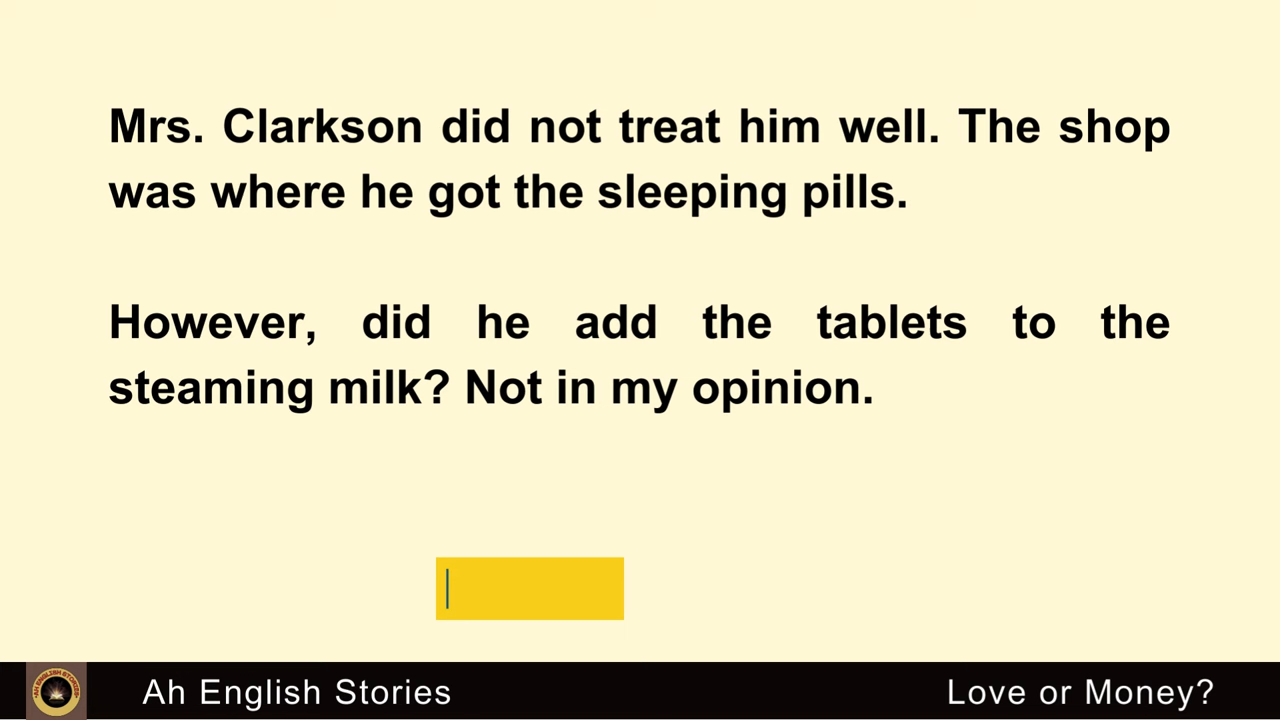 Mrs. Clarkson did not treat him well. The shop
was where he got the sleeping pills.
However, did he add the tablets to the
steaming milk? Not in my opinion.
Ah English Stories
Love or Money?